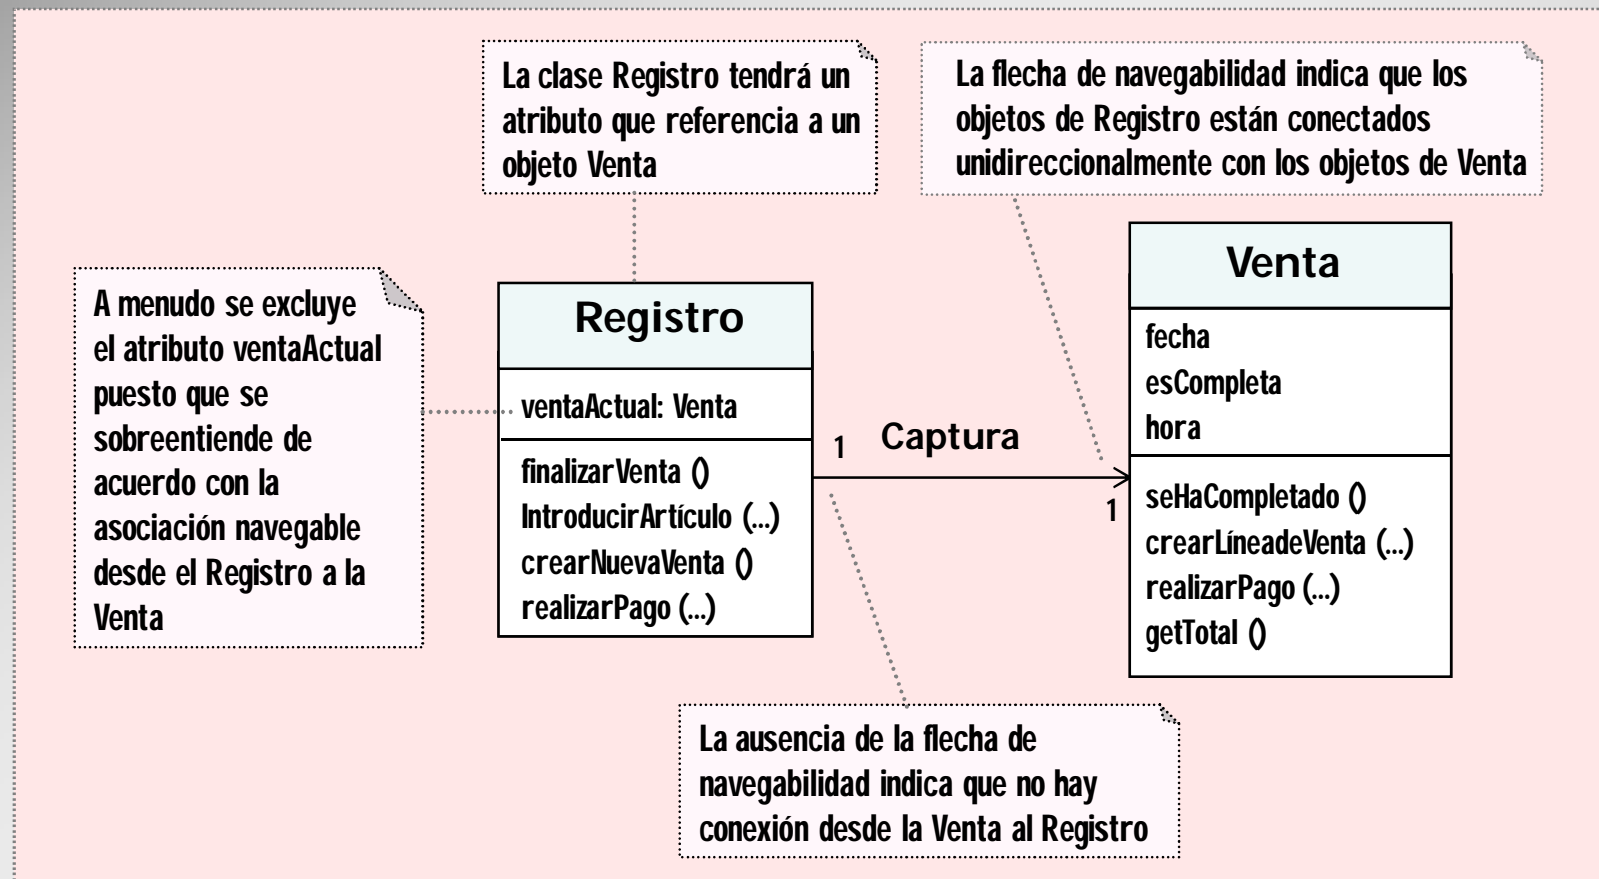 La clase Registro tendrá un
atributo que referencia a un
objeto Venta
La flecha de navegabilidad indica que los
objetos de Registro están conectados
unidireccionalmente con los objetos de Venta
A menudo se excluye
el atributo ventaActual
puesto que se
sobreentiende de
acuerdo con la
asociación navegable
desde el Registro a la
Venta
Registro
ventaActual: Venta
finalizarVenta ()
IntroducirArtículo (...)
crearNuevaVenta ()
realizarPago (...)
1
Captura
1
Venta
fecha
esCompleta
hora
seHaCompletado ()
crearLíneadeVenta (...)
realizarPago (...)
getTotal ()
La ausencia de la flecha de
navegabilidad indica que no hay
conexión desde la Venta al Registro